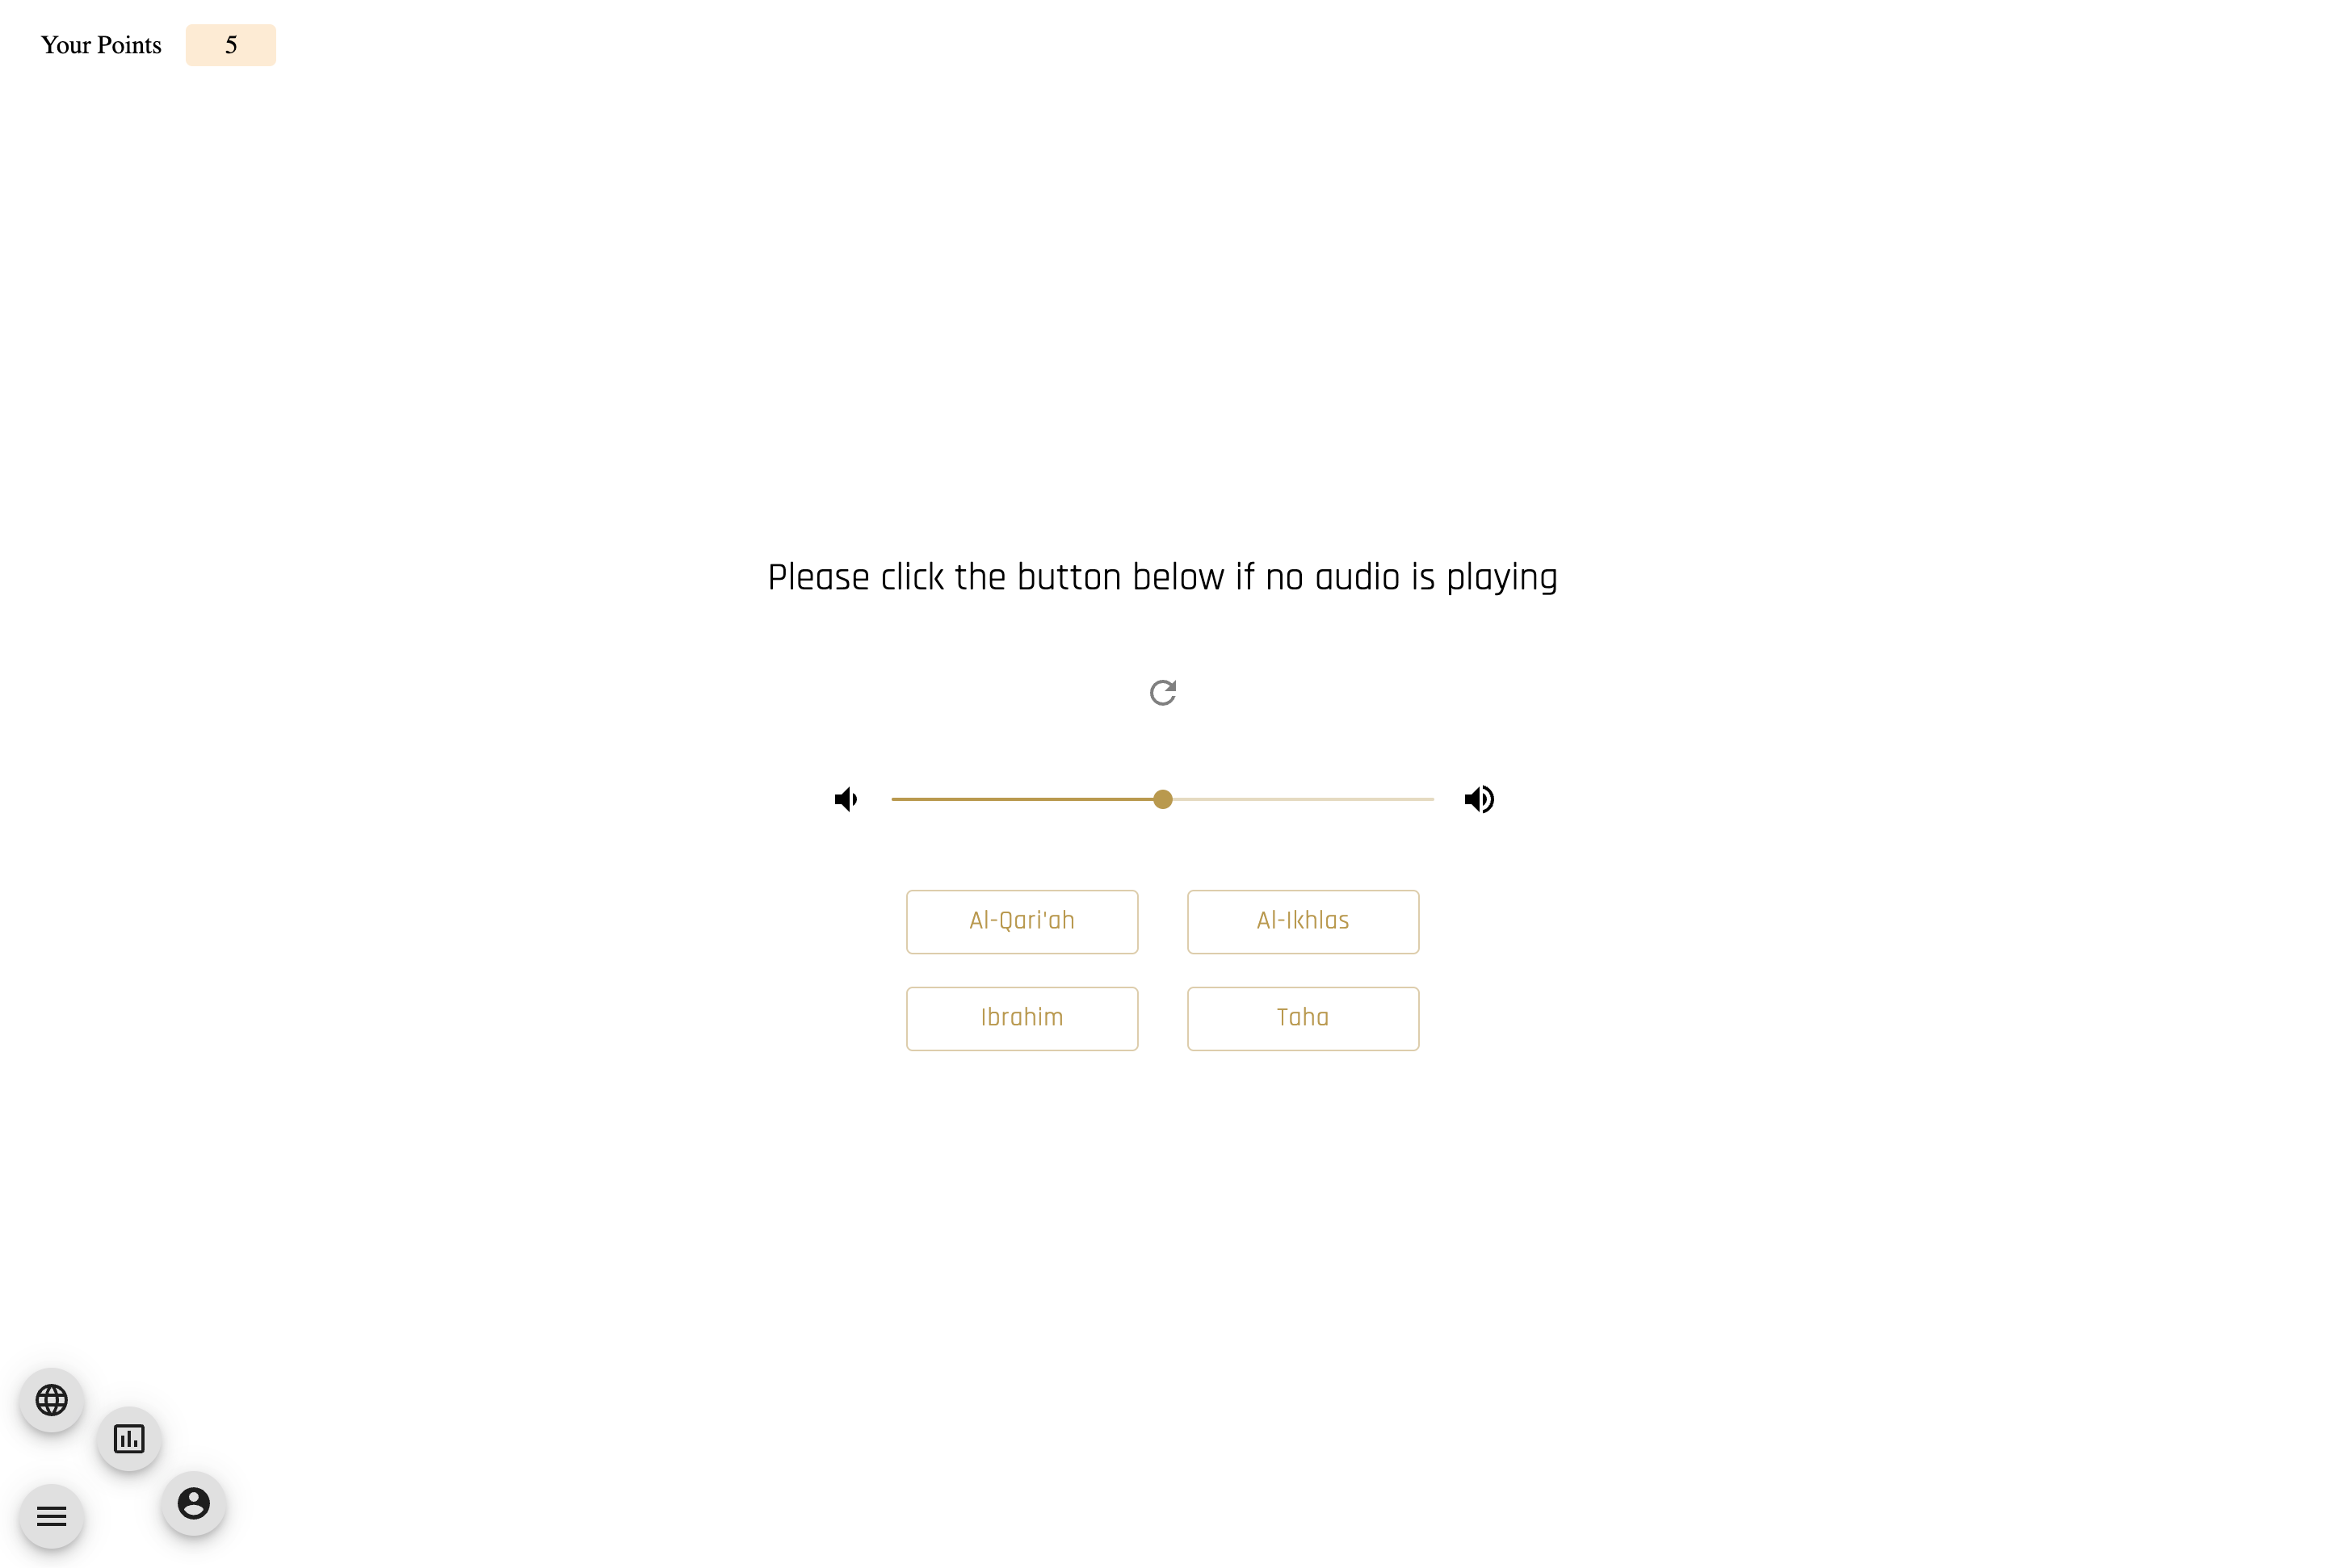 Your Points 5
Please click the button below if no audio is playing
Al-Qari'ah Al-Ikhlas
Ibrahim Taha